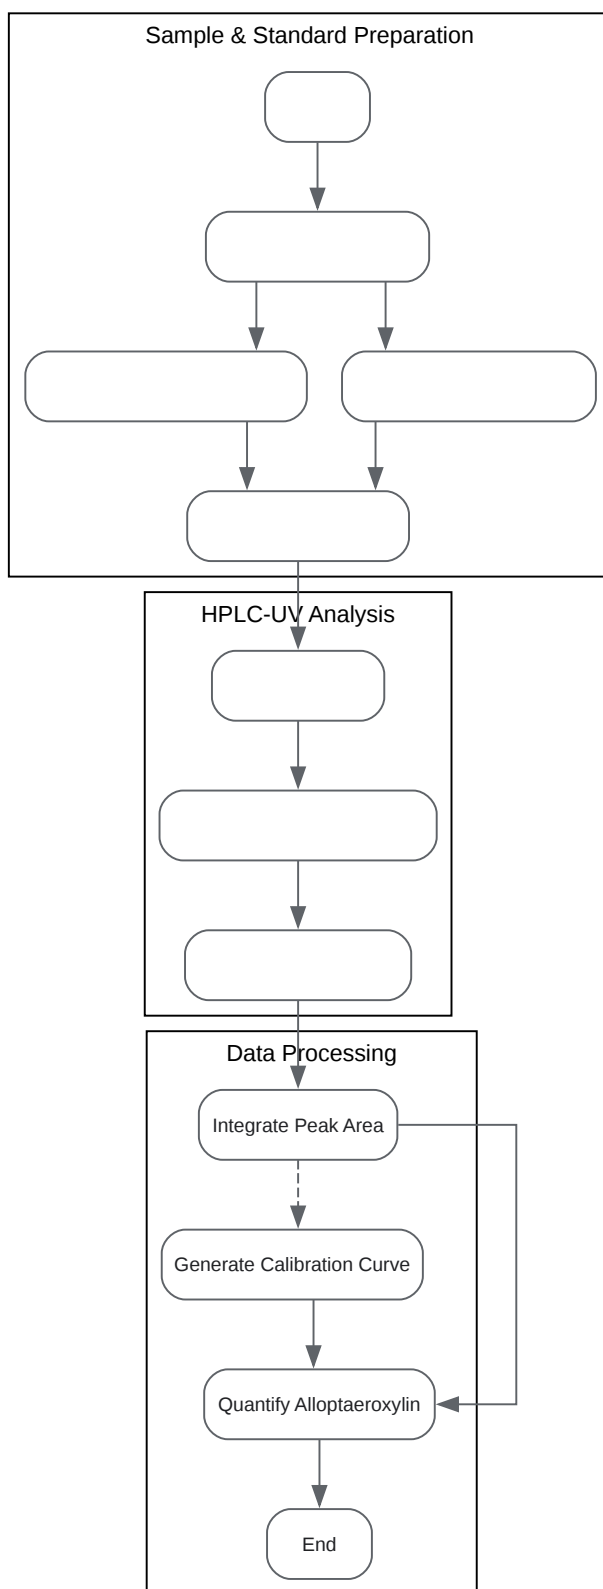 Sample & Standard Preparation
HPLC-UV Analysis
Data Processing
Integrate Peak Area
Generate Calibration Curve
Quantify Alloptaeroxylin
End